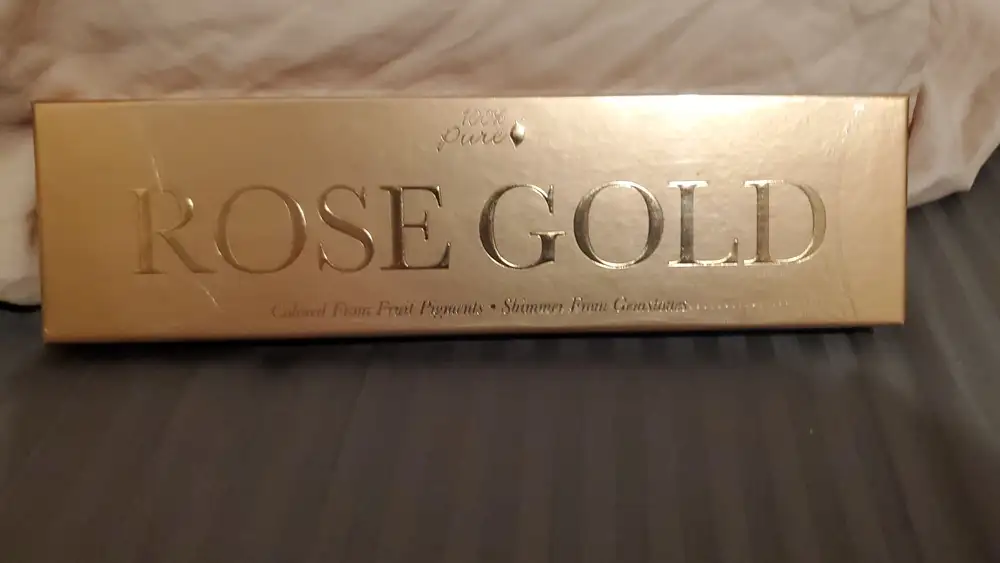 100%
Pure
ROSE GOLD
Colored From Fruit Pigments • Shimmer From Gemstones